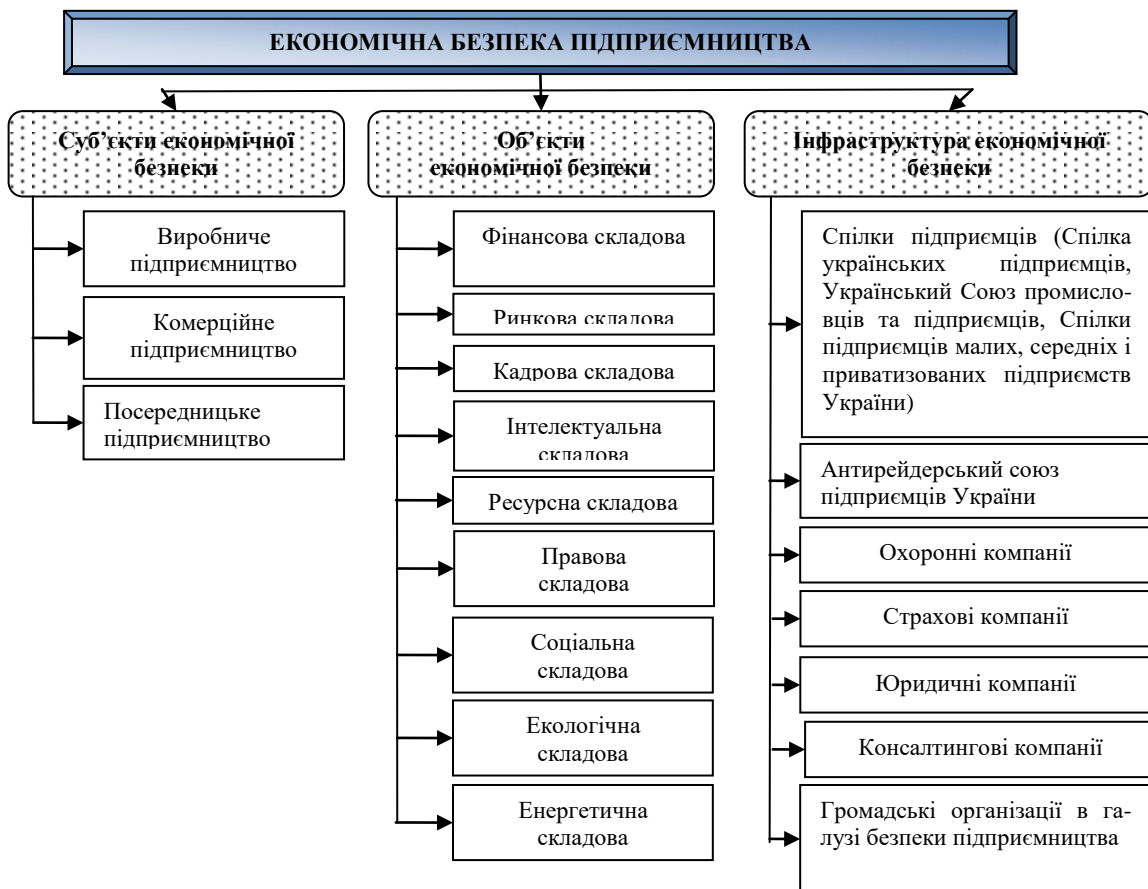 ЕКОНОМІЧНА БЕЗПЕКА ПІДПРИЄМНИЦТВА
Суб’єкти економічної
безпеки
Виробниче
підприємництво
Комерційне
підприємництво
Посередницьке
підприємництво
Об’єкти
економічної безпеки
Фінансова складова
Ринкова складова
Кадрова складова
Інтелектуальна
складова
Ресурсна складова
Правова
складова
Соціальна
складова
Екологічна
складова
Енергетична
складова
Інфраструктура економічної
безпеки
Спілки підприємців (Спілка
українських підприємців,
Український Союз промисло-
вців та підприємців, Спілки
підприємців малих, середніх і
приватизованих підприємств
України)
Антирейдерський союз
підприємців України
Охоронні компанії
Страхові компанії
Юридичні компанії
Консалтингові компанії
Громадські організації в га-
лузі безпеки підприємництва